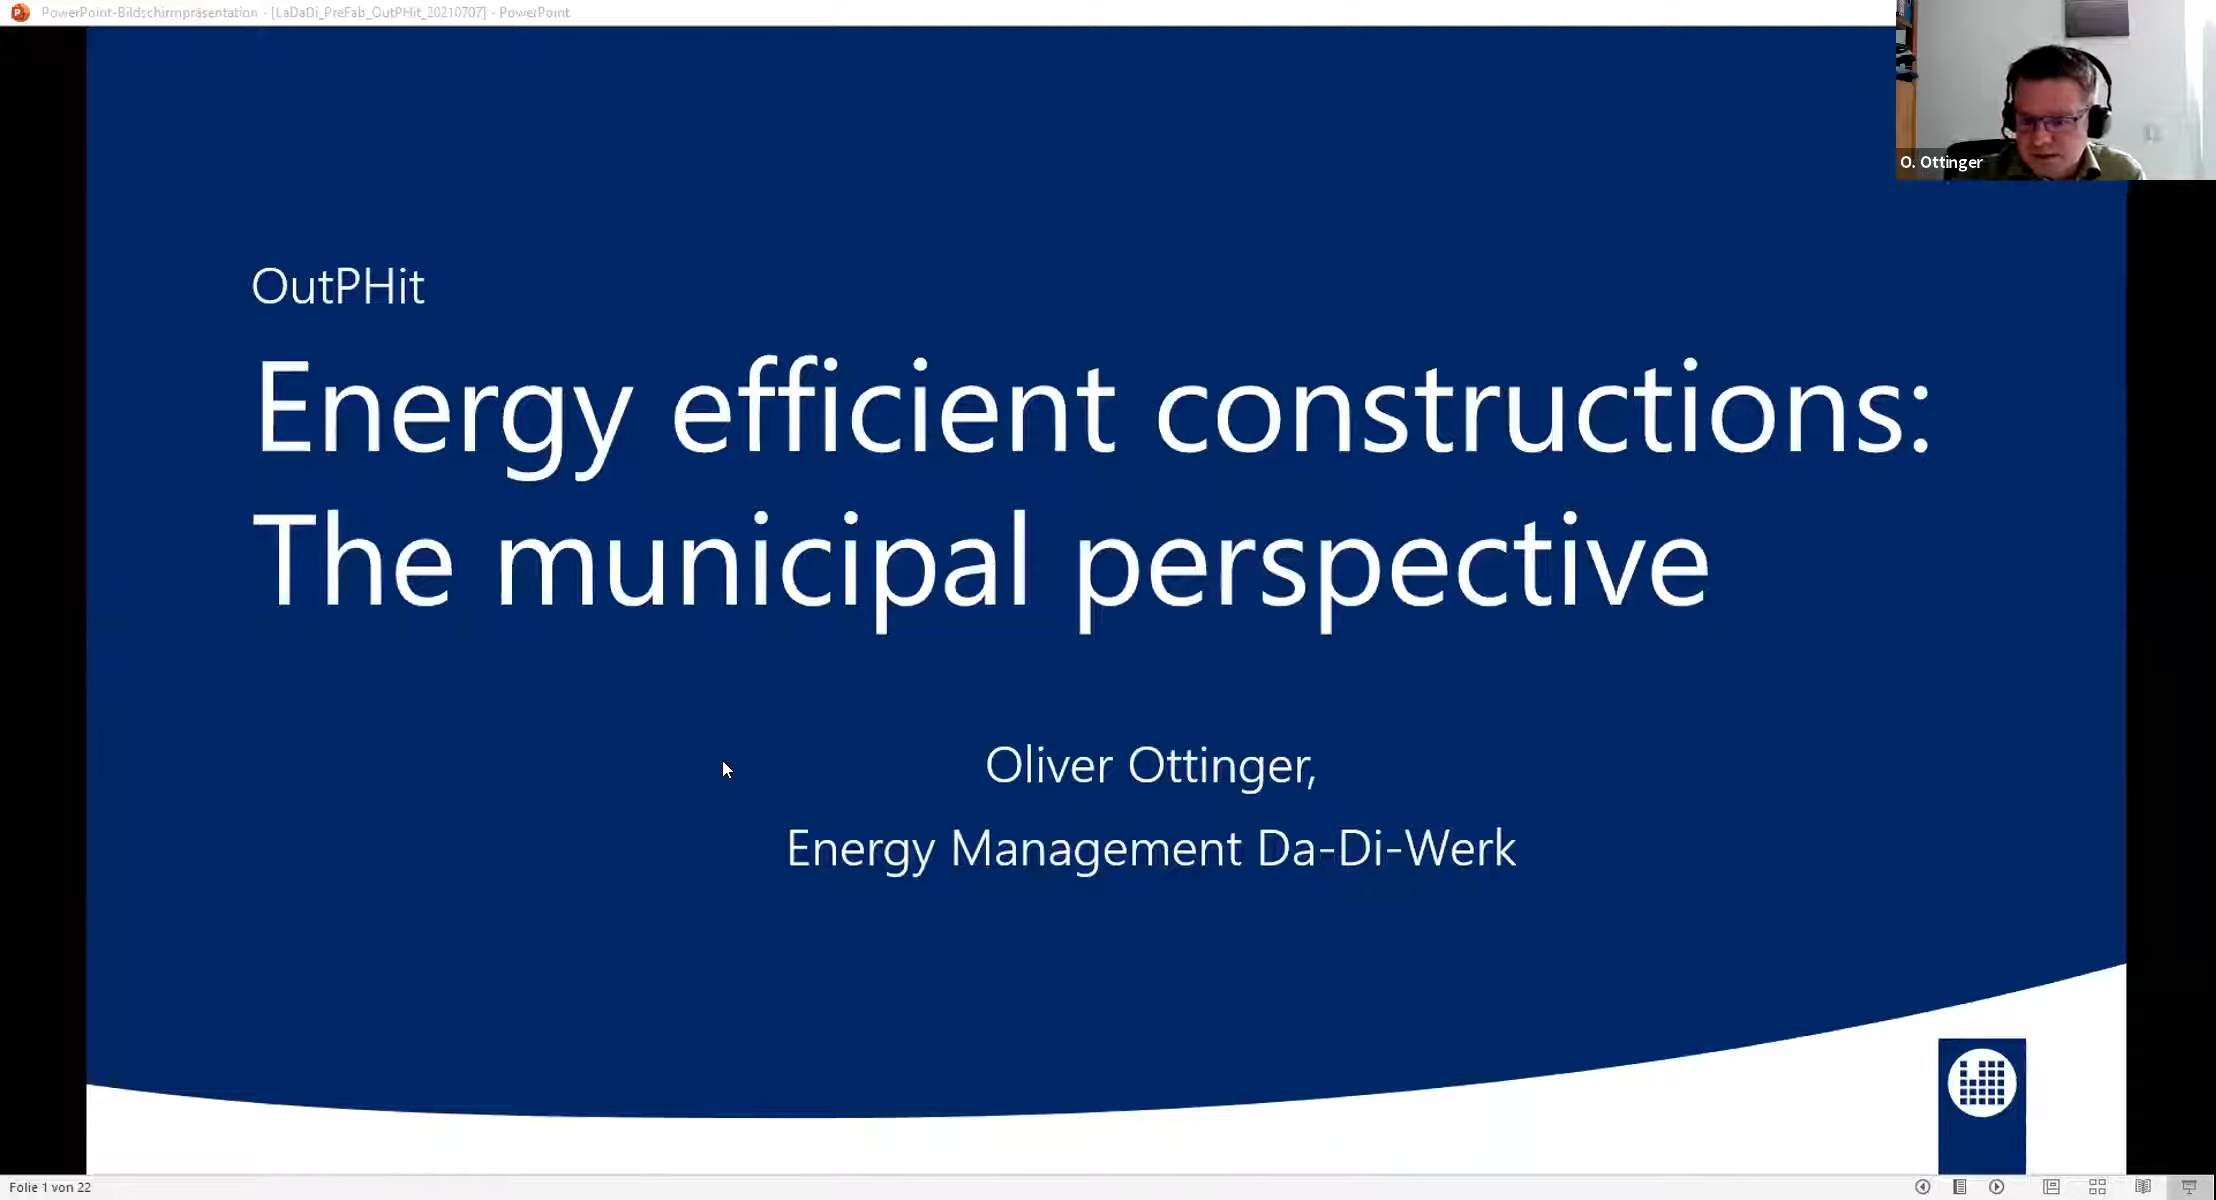 PowerPoint-Bildschirmpräsentation - [LaDaDi_PreFab_OutPHit_20210707] - PowerPoint
O. Ottinger
OutPHit
Energy efficient constructions:
The municipal perspective
Oliver Ottinger,
Energy Management Da-Di-Werk
Folie 1 von 22